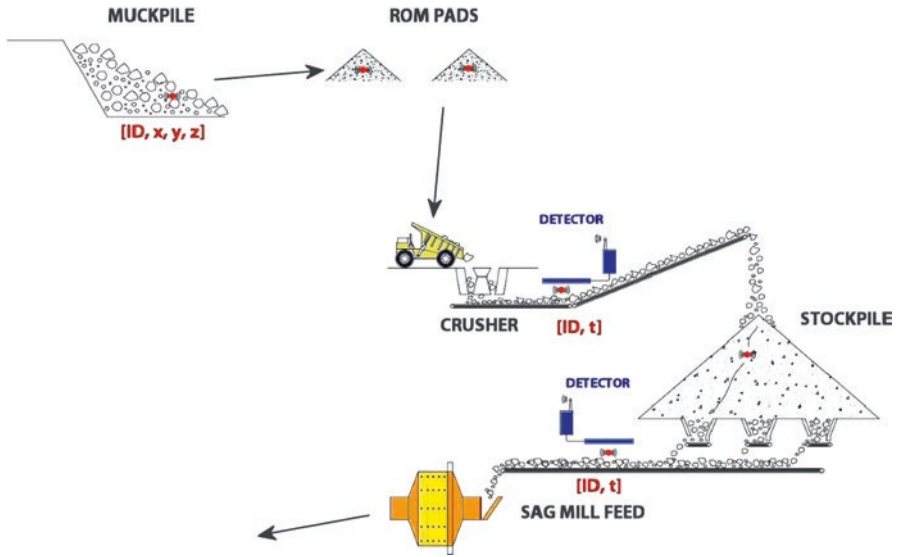 MUCKPILE
ROM PADS
[ID, x, y, z]
DETECTOR
CRUSHER
[ID, t]
STOCKPILE
DETECTOR
[ID, t]
SAG MILL FEED